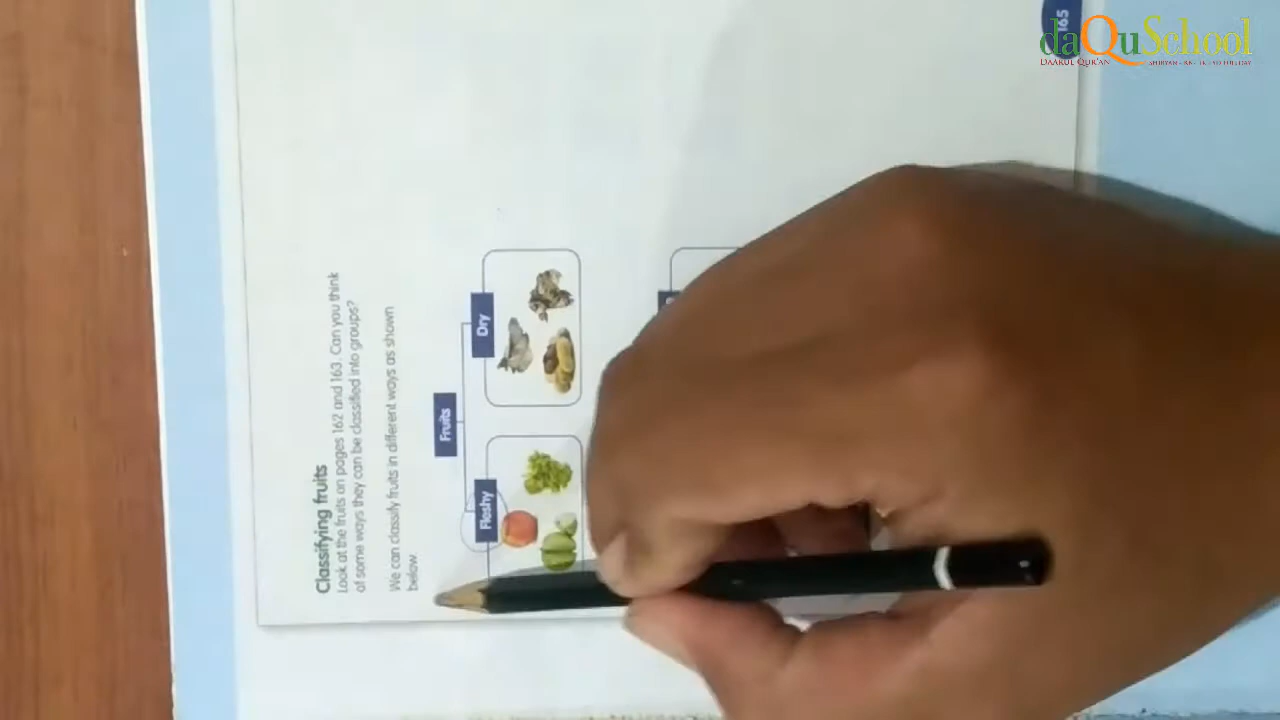 Classifying fruits
Look at the fruits on pages 162 and 163. Can you think
of some ways they can be classified into groups?
We can classify fruits in different ways as shown
below.
Fruits
Fleshy
Dry
165
daQuSchool
DAARUL QUR'AN